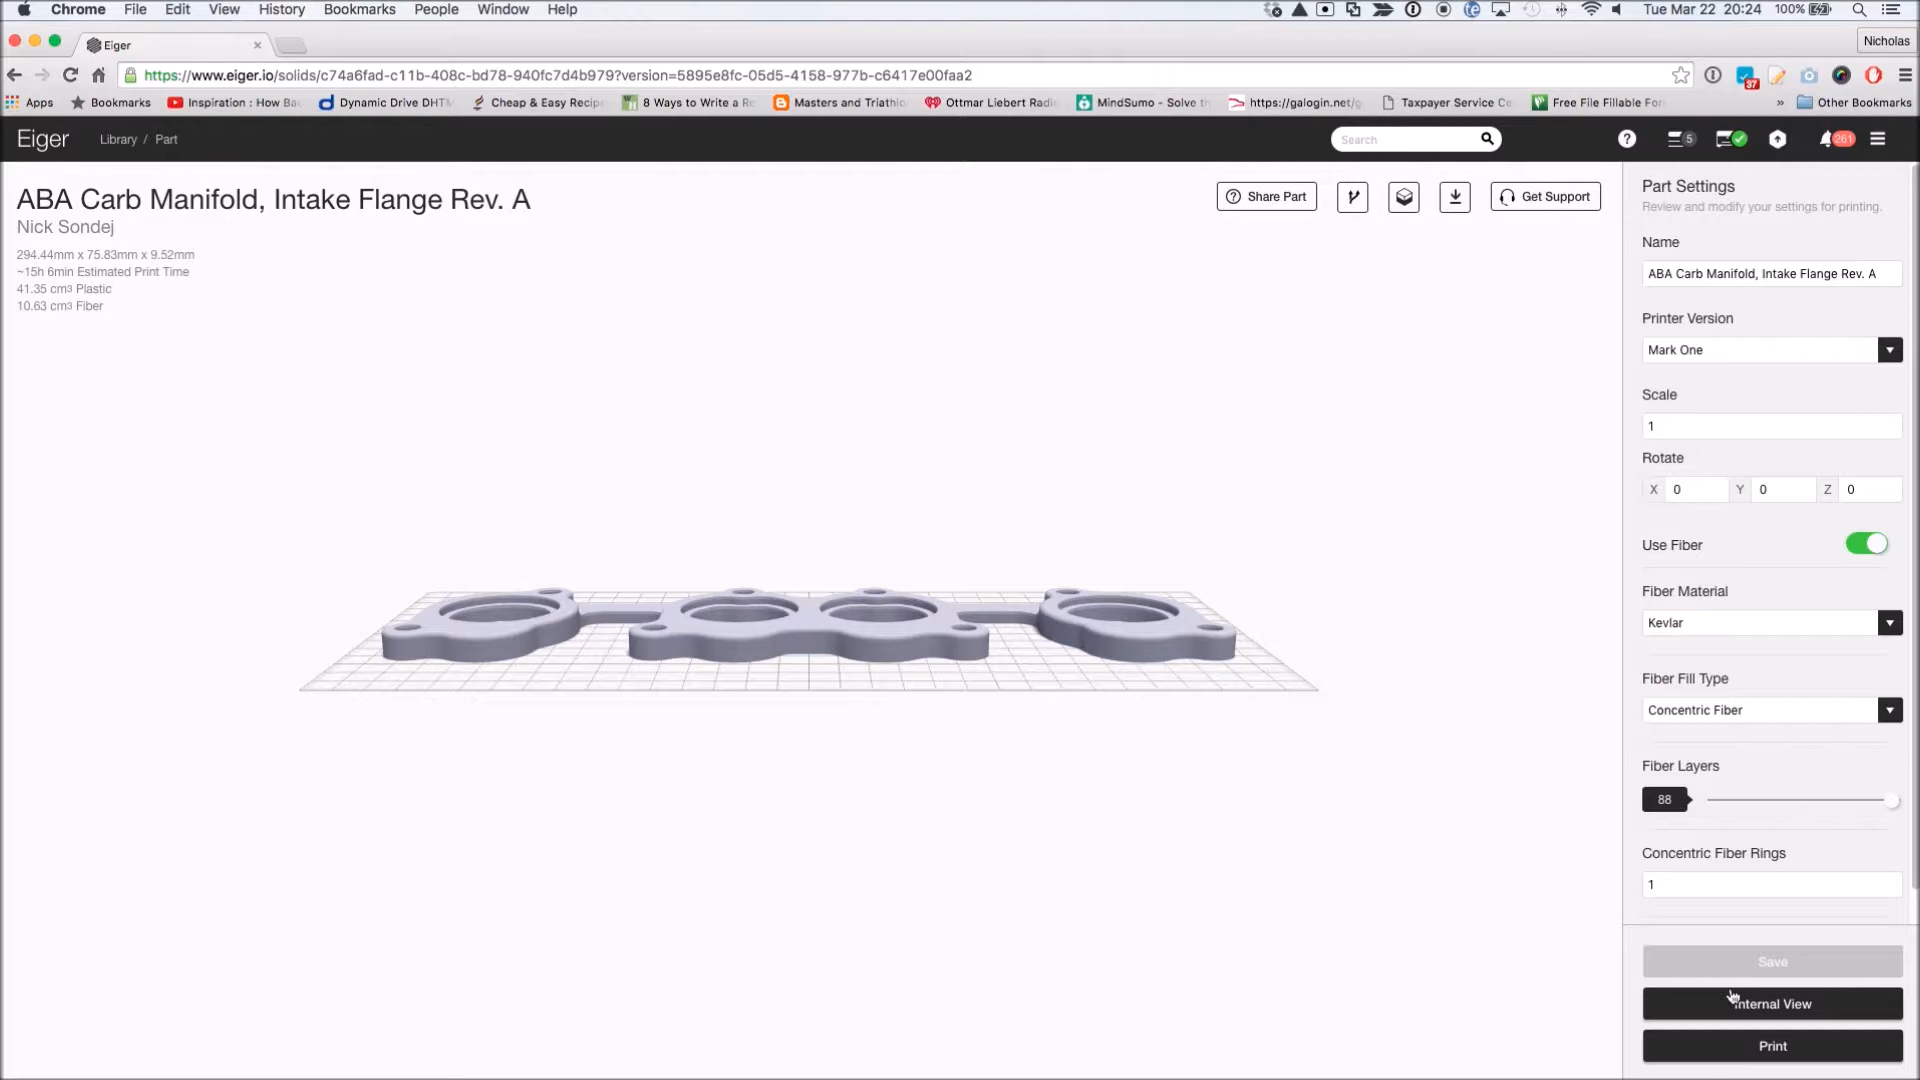 Chrome File Edit View History Bookmarks People Window Help
Tue Mar 22 20:24 100%
Eiger
Nicholas
https://www.eiger.io/solids/c74a6fad-c11b-408c-bd78-940fc7d4b979?version=5895e8fc-05d5-4158-977b-c6417e00faa2
37
Apps Bookmarks Inspiration : How Ba Dynamic Drive DHTM Cheap & Easy Recip 8 Ways to Write a R Masters and Triathl Ottmar Liebert Radi MindSumo - Solve th https://galogin.net/ Taxpayer Service Ce Free File Fillable For » Other Bookmarks
Eiger Library / Part Search 5 261
ABA Carb Manifold, Intake Flange Rev. A
Nick Sondej
294.44mm x 75.83mm x 9.52mm
~15h 6min Estimated Print Time
41.35 cm3 Plastic
10.63 cm3 Fiber
Share Part Get Support
Part Settings
Review and modify your settings for printing.
Name
ABA Carb Manifold, Intake Flange Rev. A
Printer Version
Mark One
Scale
1
Rotate
X 0 Y 0 Z 0
Use Fiber
Fiber Material
Kevlar
Fiber Fill Type
Concentric Fiber
Fiber Layers
88
Concentric Fiber Rings
1
Save
Internal View
Print